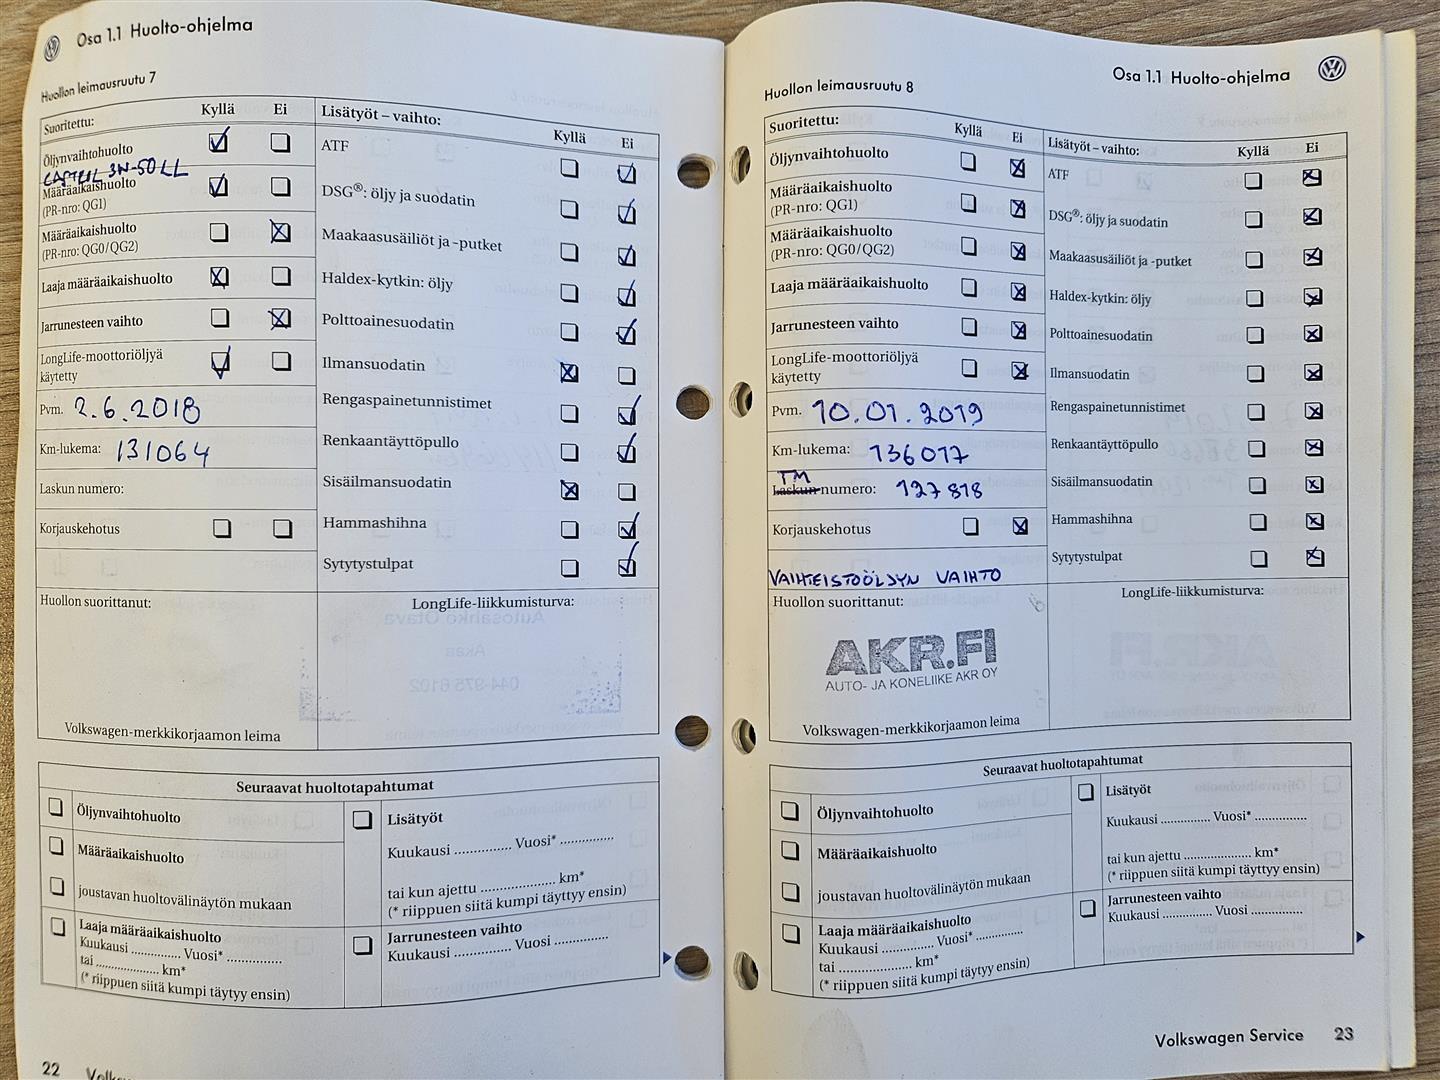 Osa 1.1 Huolto-ohjelma
Huollon leimausruutu 7
Suoritettu: Kyllä Ei
Öljynvaihtohuolto
Määräaikaishuolto
(PR-nro: QG1)
Määräaikaishuolto
(PR-nro: QG0/QG2)
Laaja määräaikaishuolto
Jarrunesteen vaihto
LongLife-moottoriöljyä
käytetty
Pvm. 2.6.2018
Km-lukema: 131064
Laskun numero:
Korjauskehotus
Lisätyöt – vaihto: Kyllä Ei
ATF
DSG®: öljy ja suodatin
Maakaasusäiliöt ja -putket
Haldex-kytkin: öljy
Polttoainesuodatin
Ilmansuodatin
Rengaspainetunnistimet
Renkaantäyttöpullo
Sisäilmansuodatin
Hammashihna
Sytytystulpat
Huollon suorittanut:
Volkswagen-merkkikorjaamon leima
LongLife-liikkumisturva:
Seuraavat huoltotapahtumat
Öljynvaihtohuolto
Määräaikaishuolto
joustavan huoltovälinäytön mukaan
Laaja määräaikaishuolto
Kuukausi ............ Vuosi* ..............
tai ................ km*
(* riippuen siitä kumpi täytyy ensin)
Lisätyöt
Kuukausi .............. Vuosi* ..............
tai kun ajettu .................. km*
(* riippuen siitä kumpi täyttyy ensin)
Jarrunesteen vaihto
Kuukausi .............. Vuosi ..............
22
Osa 1.1 Huolto-ohjelma
Huollon leimausruutu 8
Suoritettu: Kyllä Ei
Öljynvaihtohuolto
Määräaikaishuolto
(PR-nro: QG1)
Määräaikaishuolto
(PR-nro: QG0/QG2)
Laaja määräaikaishuolto
Jarrunesteen vaihto
LongLife-moottoriöljyä
käytetty
Pvm. 10.01.2019
Km-lukema: 136017
TM
Laskun numero: 127818
Korjauskehotus
VAIHTEISTOÖLJYN VAIHTO
Lisätyöt – vaihto: Kyllä Ei
ATF
DSG®: öljy ja suodatin
Maakaasusäiliöt ja -putket
Haldex-kytkin: öljy
Polttoainesuodatin
Ilmansuodatin
Rengaspainetunnistimet
Renkaantäyttöpullo
Sisäilmansuodatin
Hammashihna
Sytytystulpat
Huollon suorittanut:
AKR.FI
AUTO- JA KONELIIKE AKR OY
Volkswagen-merkkikorjaamon leima
LongLife-liikkumisturva:
Seuraavat huoltotapahtumat
Öljynvaihtohuolto
Määräaikaishuolto
joustavan huoltovälinäytön mukaan
Laaja määräaikaishuolto
Kuukausi ............ Vuosi* ............
tai .................... km*
(* riippuen siitä kumpi täytyy ensin)
Lisätyöt
Kuukausi ............ Vuosi* ............
tai kun ajettu .................. km*
(* riippuen siitä kumpi täyttyy ensin)
Jarrunesteen vaihto
Kuukausi ............ Vuosi ............
Volkswagen Service 23